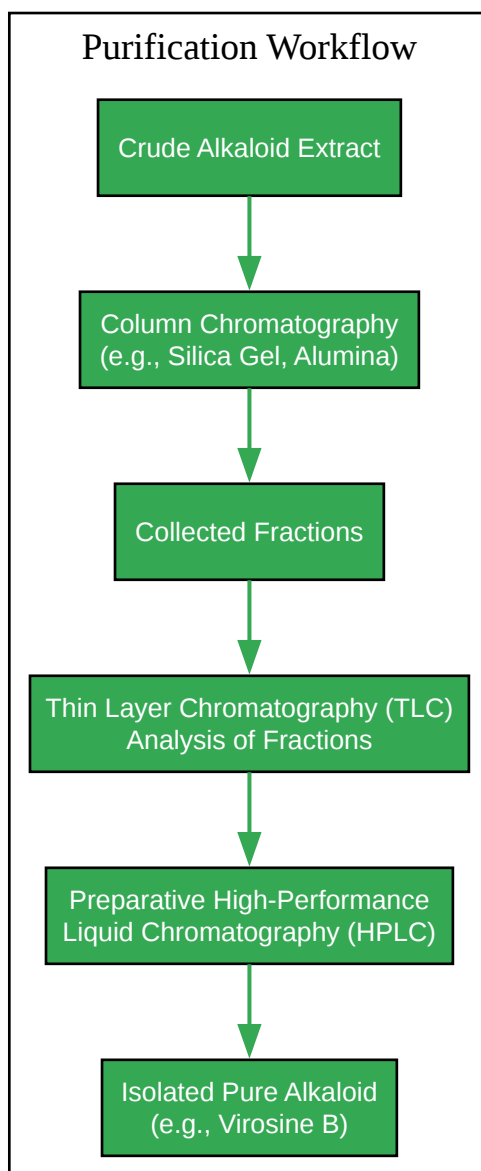 Purification Workflow
Crude Alkaloid Extract
Column Chromatography
(e.g., Silica Gel, Alumina)
Collected Fractions
Thin Layer Chromatography (TLC)
Analysis of Fractions
Preparative High-Performance
Liquid Chromatography (HPLC)
Isolated Pure Alkaloid
(e.g., Virosine B)